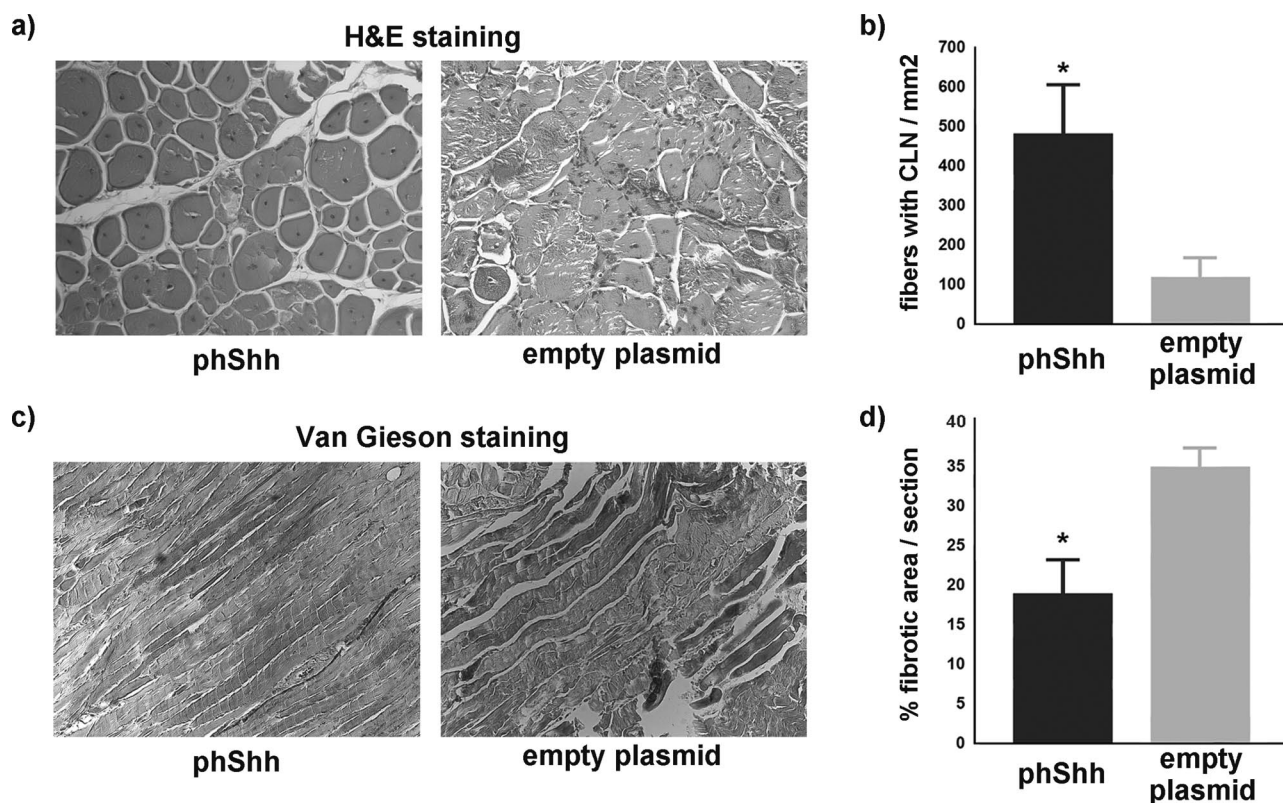 a)
H&E staining
phShh
empty plasmid
b)
fibers with CLN / mm2
700
600
500
400
300
200
100
0
*
phShh
empty
plasmid
c)
Van Gieson staining
phShh
empty plasmid
d)
% fibrotic area / section
40
35
30
25
20
15
10
5
0
*
phShh
empty
plasmid